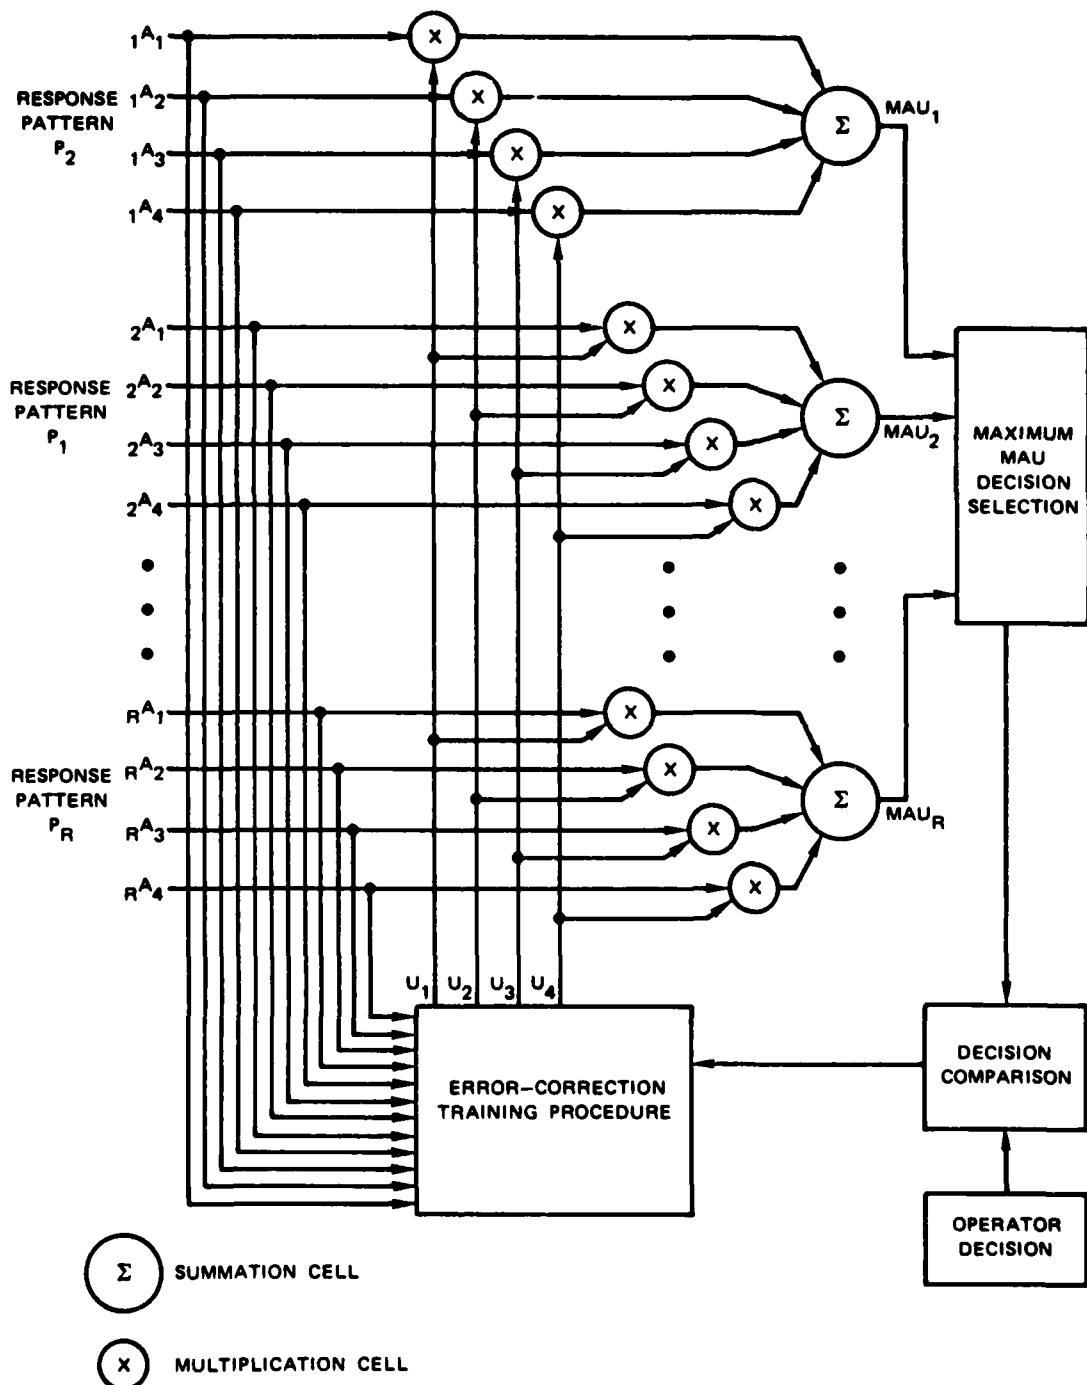 ₁A₁
X
RESPONSE
PATTERN
P₂
₁A₂
X
₁A₃
X
₁A₄
X
Σ
MAU₁
₂A₁
X
RESPONSE
PATTERN
P₁
₂A₂
X
₂A₃
X
₂A₄
X
Σ
MAU₂
MAXIMUM
MAU
DECISION
SELECTION
RA₁
X
RESPONSE
PATTERN
PR
RA₂
X
RA₃
X
RA₄
X
Σ
MAUR
U₁ U₂ U₃ U₄
ERROR-CORRECTION
TRAINING PROCEDURE
DECISION
COMPARISON
OPERATOR
DECISION
Σ SUMMATION CELL
X MULTIPLICATION CELL